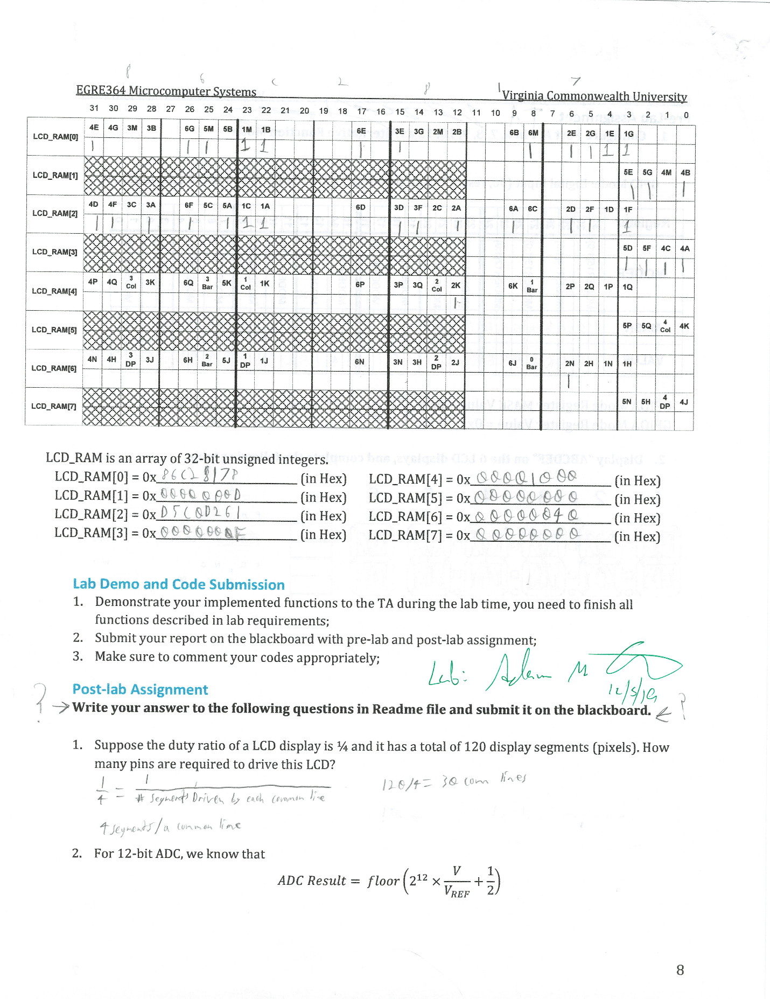 8 6 C 2 8 1 7
EGRE364 Microcomputer Systems Virginia Commonwealth University
31 30 29 28 27 26 25 24 23 22 21 20 19 18 17 16 15 14 13 12 11 10 9 8 7 6 5 4 3 2 1 0
LCD_RAM[0] 4E 4G 3M 3B 6G 5M 5B 1M 1B 6E 3E 3G 2M 2B 6B 6M 2E 2G 1E 1G
1 1 1 1 1 1 1 1 1 1 1 1
LCD_RAM[1] 5E 5G 4M 4B
1 1 1
LCD_RAM[2] 4D 4F 3C 3A 6F 5C 5A 1C 1A 6D 3D 3F 2C 2A 6A 6C 2D 2F 1D 1F
1 1 1 1 1 1 1 1 1 1 1 1 1 1
LCD_RAM[3] 5D 5F 4C 4A
1 1 1 1
LCD_RAM[4] 4P 4Q 3 Col 3K 6Q 3 Bar 5K 1 Col 1K 6P 3P 3Q 2 Col 2K 6K 1 Bar 2P 2Q 1P 1Q
1
LCD_RAM[5] 5P 5Q 4 Col 4K
LCD_RAM[6] 4N 4H 3 DP 3J 6H 2 Bar 5J 1 DP 1J 6N 3N 3H 2 DP 2J 6J 0 Bar 2N 2H 1N 1H
1
LCD_RAM[7] 5N 5H 4 DP 4J
LCD_RAM is an array of 32-bit unsigned integers.
LCD_RAM[0] = 0x 86C28178 (in Hex) LCD_RAM[4] = 0x 00001000 (in Hex)
LCD_RAM[1] = 0x 0000000D (in Hex) LCD_RAM[5] = 0x 00000000 (in Hex)
LCD_RAM[2] = 0x D5C0D261 (in Hex) LCD_RAM[6] = 0x 00000040 (in Hex)
LCD_RAM[3] = 0x 0000000F (in Hex) LCD_RAM[7] = 0x 00000000 (in Hex)
Lab Demo and Code Submission
1. Demonstrate your implemented functions to the TA during the lab time, you need to finish all
functions described in lab requirements;
2. Submit your report on the blackboard with pre-lab and post-lab assignment;
3. Make sure to comment your codes appropriately;
Lab: Adam M
12/5/19
Post-lab Assignment
? → Write your answer to the following questions in Readme file and submit it on the blackboard. ← ?
1. Suppose the duty ratio of a LCD display is ¼ and it has a total of 120 display segments (pixels). How
many pins are required to drive this LCD?
1/4 = 1 / # Segments Driven by each common line 120/4 = 30 com lines
4 segments/a common line
2. For 12-bit ADC, we know that
ADC Result = floor(2^12 × V/V_REF + 1/2)
8